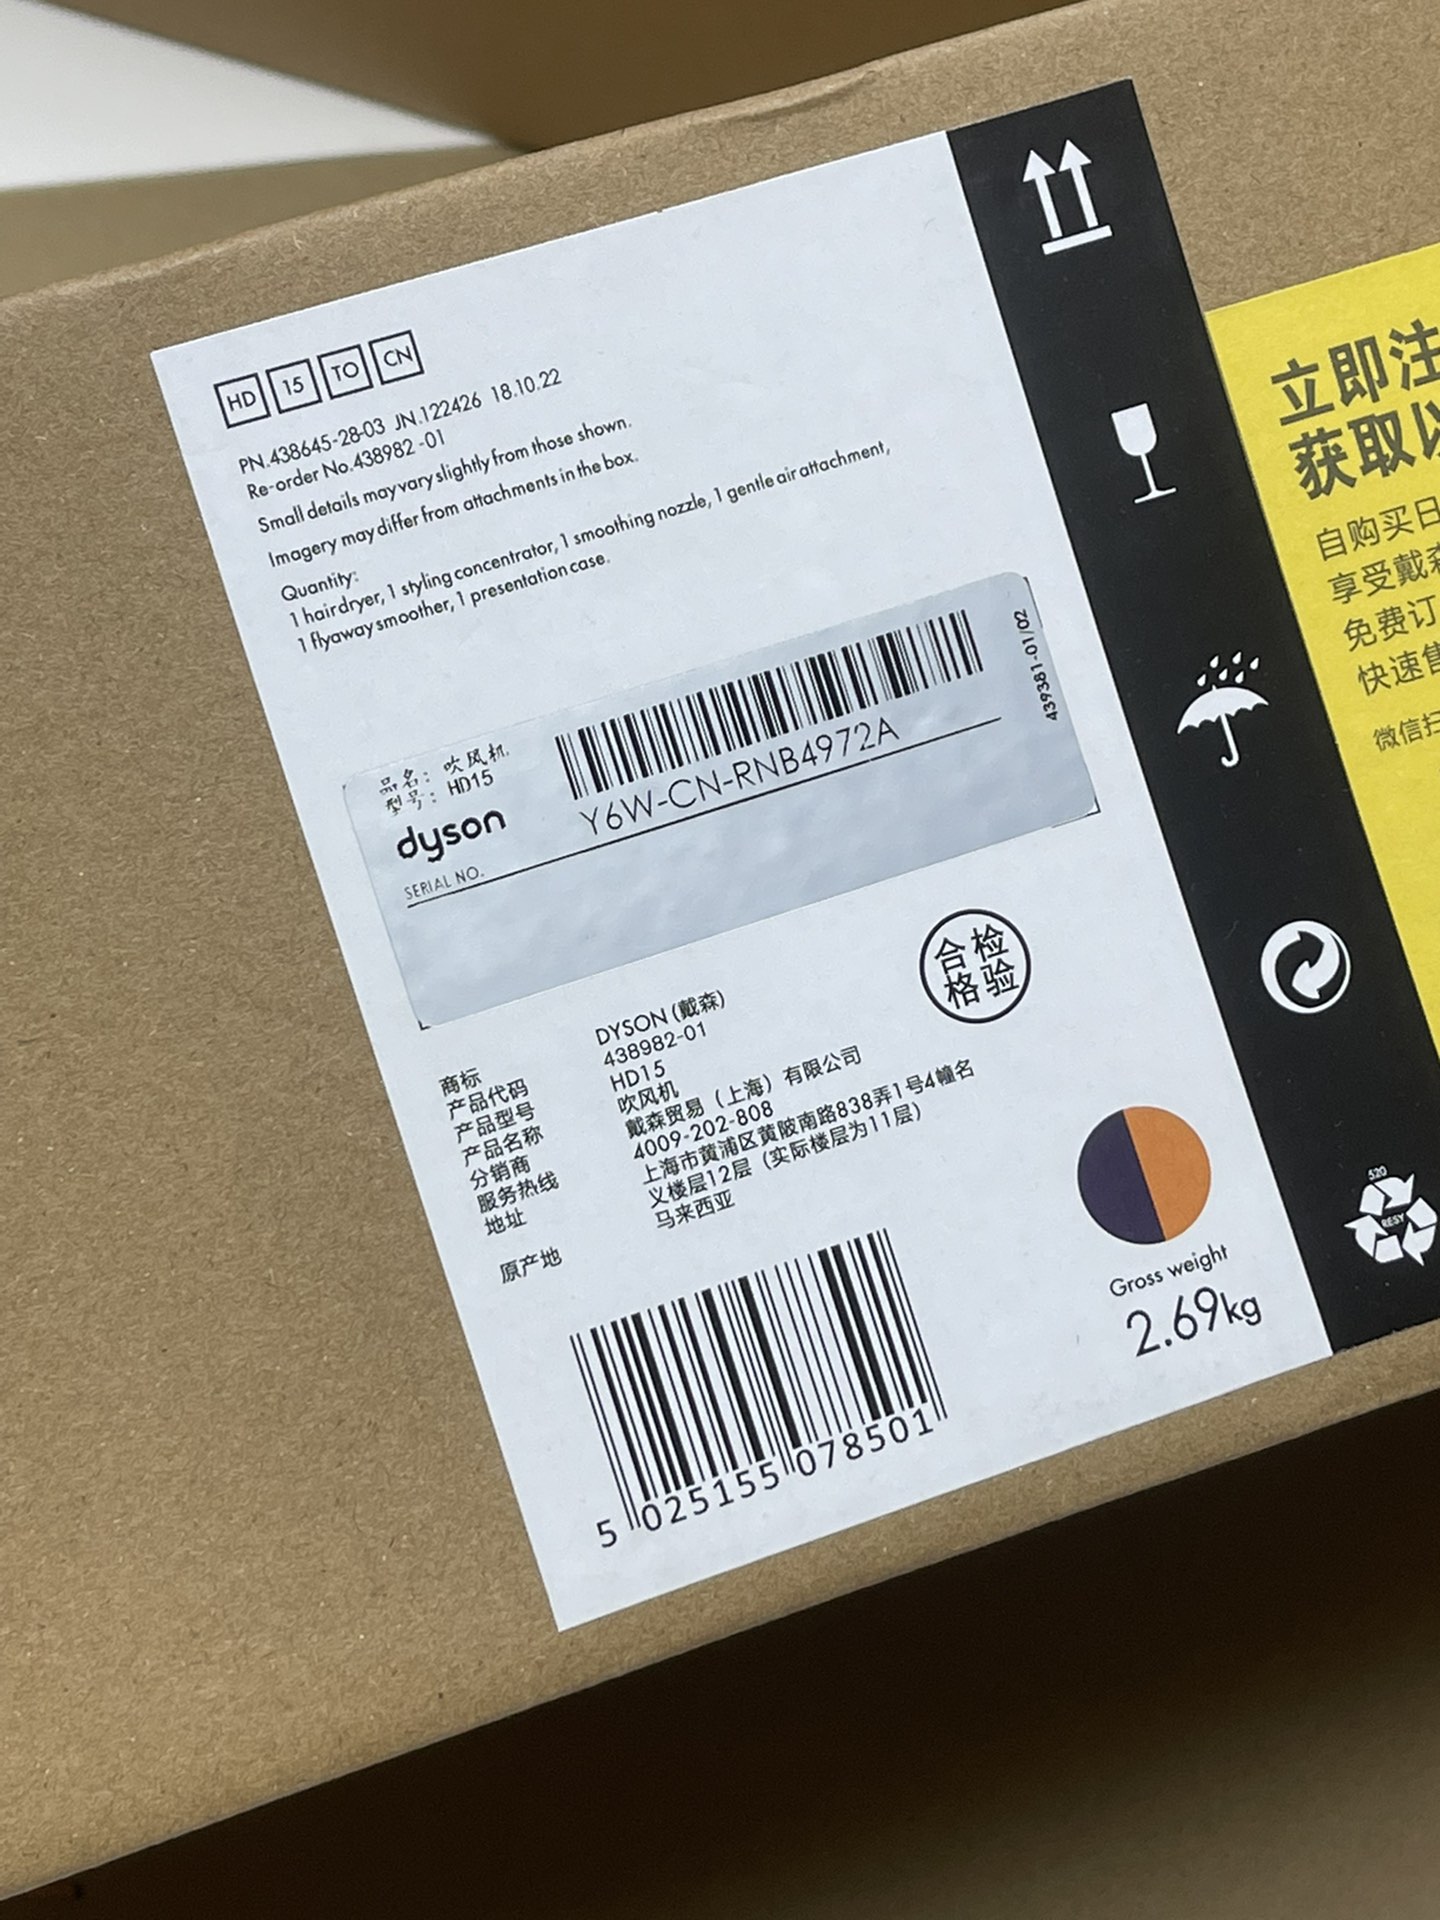 HD 15 TO CN
PN.438645-28-03 JN.122426 18.10.22
Re-order No.438982 -01
Small details may vary slightly from those shown.
Imagery may differ from attachments in the box.
Quantity:
1 hairdryer, 1 styling concentrator, 1 smoothing nozzle, 1 gentle air attachment,
1 flyaway smoother, 1 presentation case.
品名：吹风机
型号：HD15
dyson
SERIAL NO.
Y6W-CN-RNB4972A
439381-01/02
检验
合格
商标 DYSON (戴森)
产品代码 438982-01
产品型号 HD15
产品名称 吹风机
分销商 戴森贸易（上海）有限公司
服务热线 4009-202-808
地址 上海市黄浦区黄陂南路838弄1号4幢名
义楼层12层（实际楼层为11层）
原产地 马来西亚
5 025155 078501
Gross weight
2.69kg
520
RESY
立即注
获取以
自购买日
享受戴森
免费订
快速售
微信扫